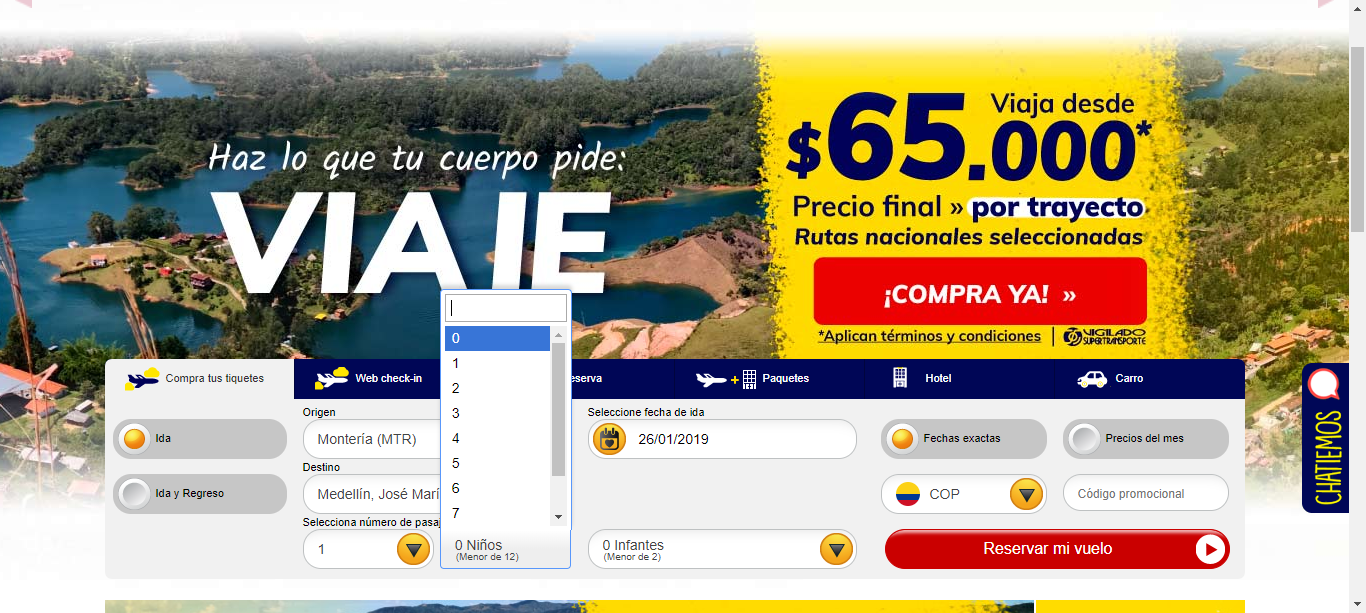 Haz lo que tu cuerpo pide:
VIAJE
Viaja desde
$65.000*
Precio final » por trayecto
Rutas nacionales seleccionadas
¡COMPRA YA! »
*Aplican términos y condiciones
VIGILADO
SUPERTRANSPORTE
Compra tus tiquetes
Web check-in
Paquetes
Hotel
Carro
Ida
Ida y Regreso
Origen
Montería (MTR)
Destino
Medellín, José Marí
Selecciona número de pasaj
1
0
1
2
3
4
5
6
7
0 Niños
(Menor de 12)
Seleccione fecha de ida
26/01/2019
0 Infantes
(Menor de 2)
Fechas exactas
Precios del mes
COP
Código promocional
Reservar mi vuelo
CHATIEMOS